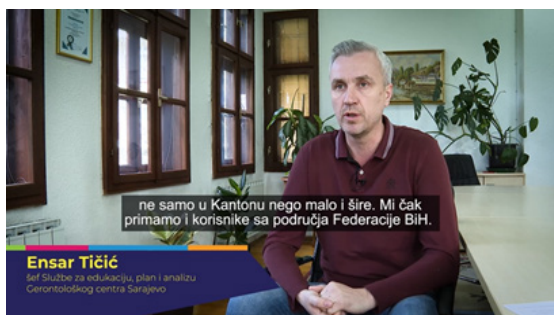 ne samo u Kantonu nego malo i šire. Mi čak
primamo i korisnike sa područja Federacije BiH.
Ensar Tičić
šef Službe za edukaciju, plan i analizu
Gerontološkog centra Sarajevo